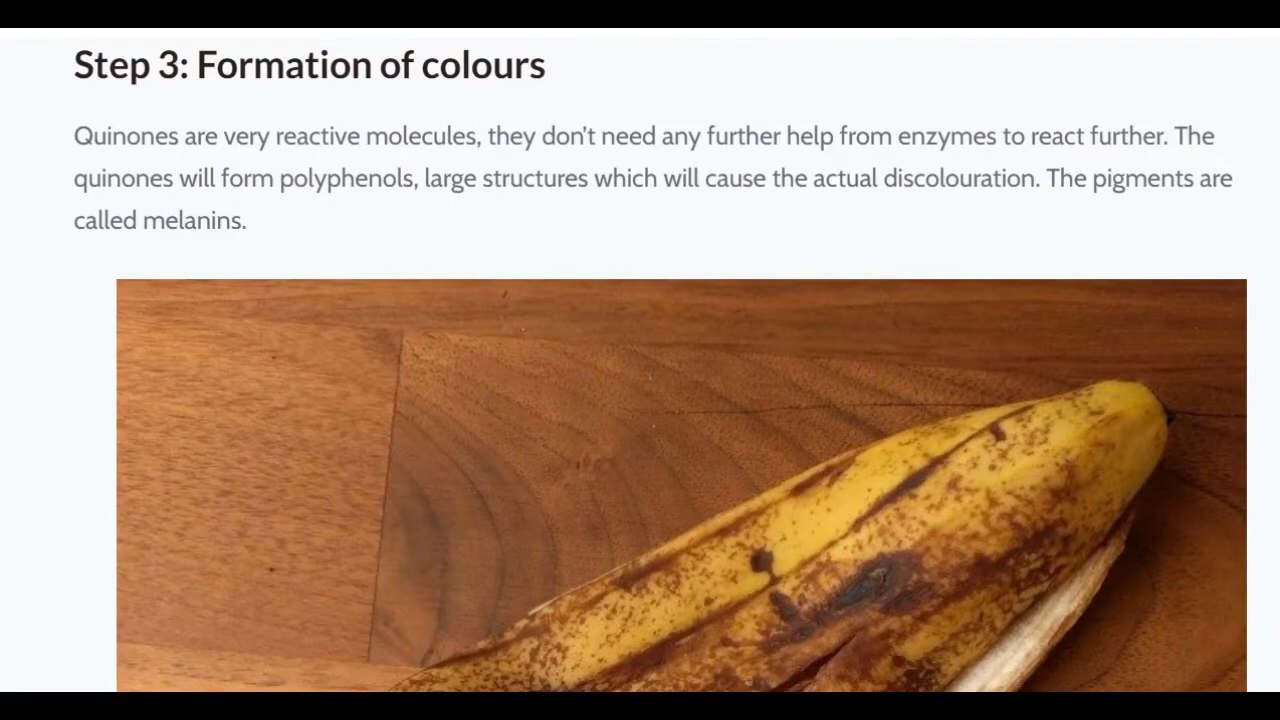 Step 3: Formation of colours
Quinones are very reactive molecules, they don't need any further help from enzymes to react further. The
quinones will form polyphenols, large structures which will cause the actual discolouration. The pigments are
called melanins.